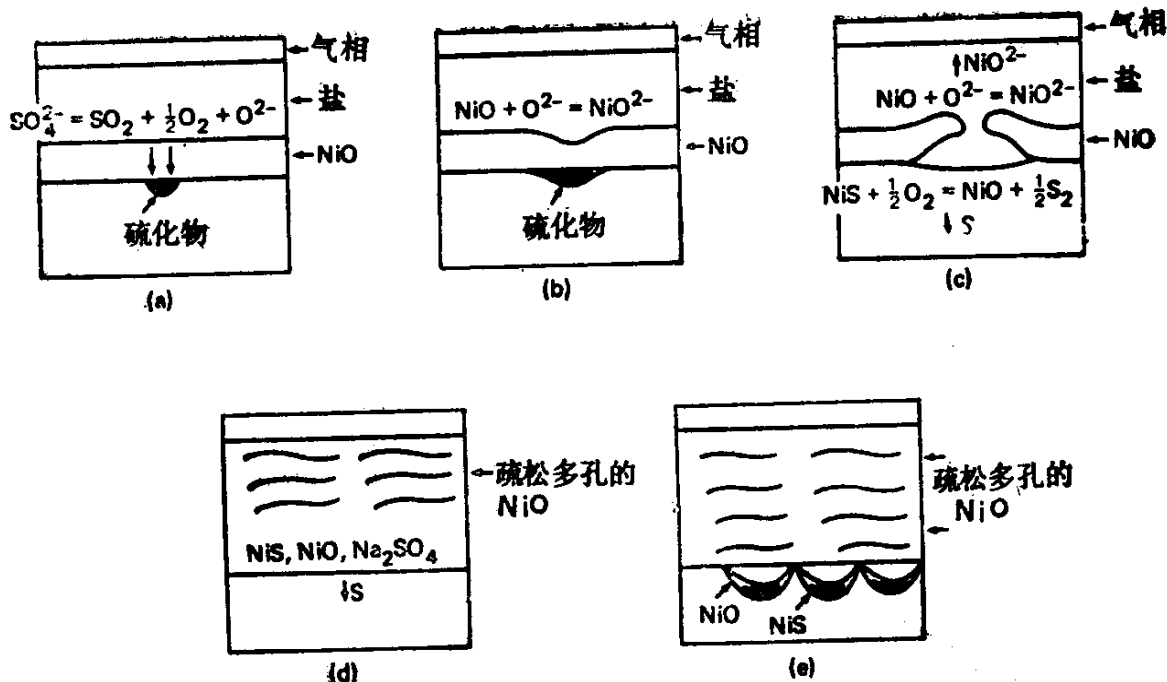 气相
盐
SO₄²⁻ = SO₂ + ½O₂ + O²⁻
NiO
硫化物
(a)
气相
盐
NiO + O²⁻ = NiO²⁻
NiO
硫化物
(b)
气相
NiO²⁻
盐
NiO + O²⁻ = NiO²⁻
NiO
NiS + ½O₂ = NiO + ½S₂
S
(c)
疏松多孔的
NiO
NiS, NiO, Na₂SO₄
S
(d)
疏松多孔的
NiO
NiO
NiS
(e)